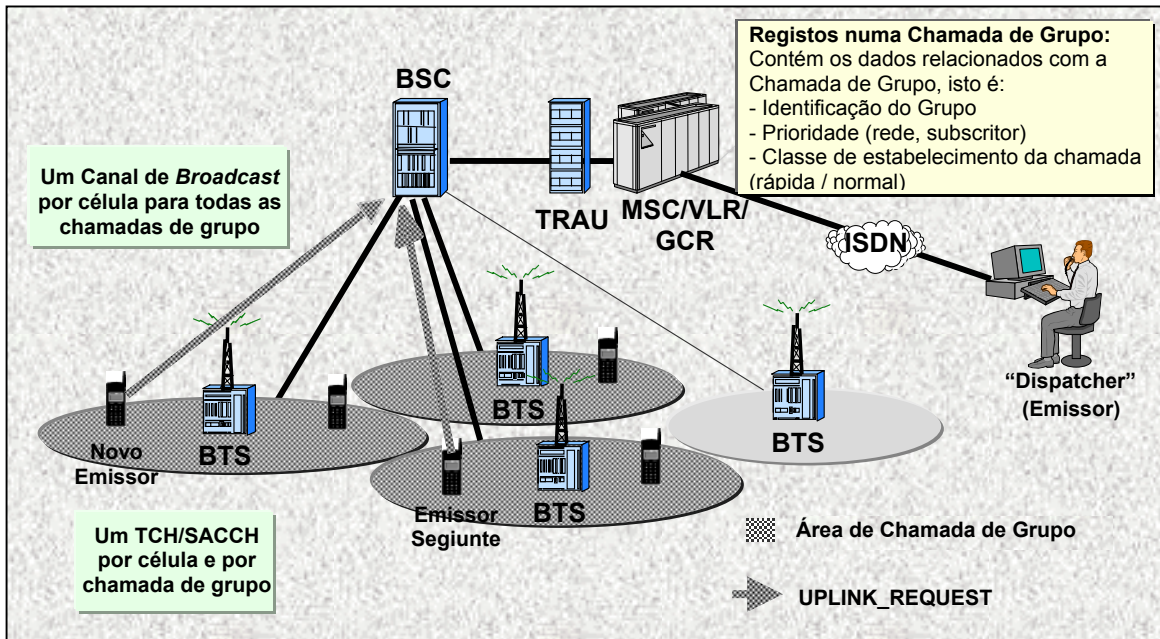 Registos numa Chamada de Grupo:
Contém os dados relacionados com a
Chamada de Grupo, isto é:
- Identificação do Grupo
- Prioridade (rede, subscritor)
- Classe de estabelecimento da chamada
(rápida / normal)
BSC
Um Canal de Broadcast
por célula para todas as
chamadas de grupo
TRAU
MSC/VLR/
GCR
ISDN
"Dispatcher"
(Emissor)
BTS
BTS
BTS
BTS
Novo
Emissor
Emissor
Segiunte
Um TCH/SACCH
por célula e por
chamada de grupo
Área de Chamada de Grupo
UPLINK_REQUEST